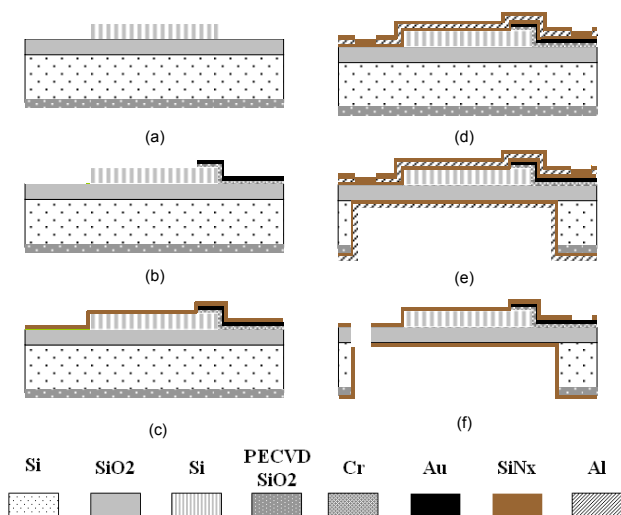 (a)
(d)
(b)
(e)
(c)
(f)
Si SiO2 Si PECVD SiO2 Cr Au SiNx Al